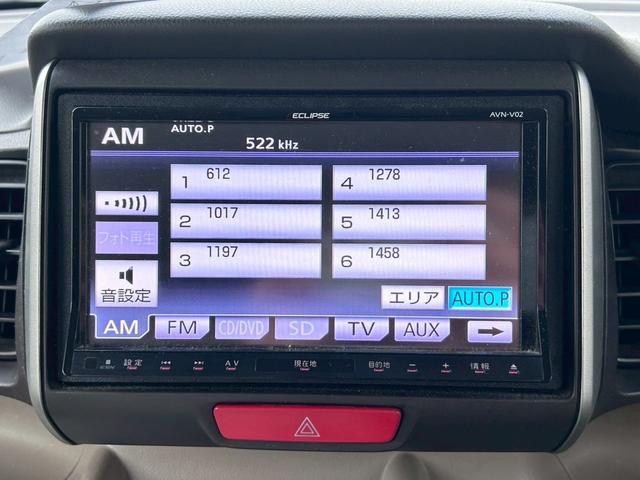 ECLIPSE
AVN-V02
AM
AUTO.P
522 kHz
1 612
4 1278
2 1017
5 1413
3 1197
6 1458
フォト再生
音設定
エリア
AUTO.P
AM
FM
CD/DVD
SD
TV
AUX
設定
AV
現在地
目的地
− +
情報